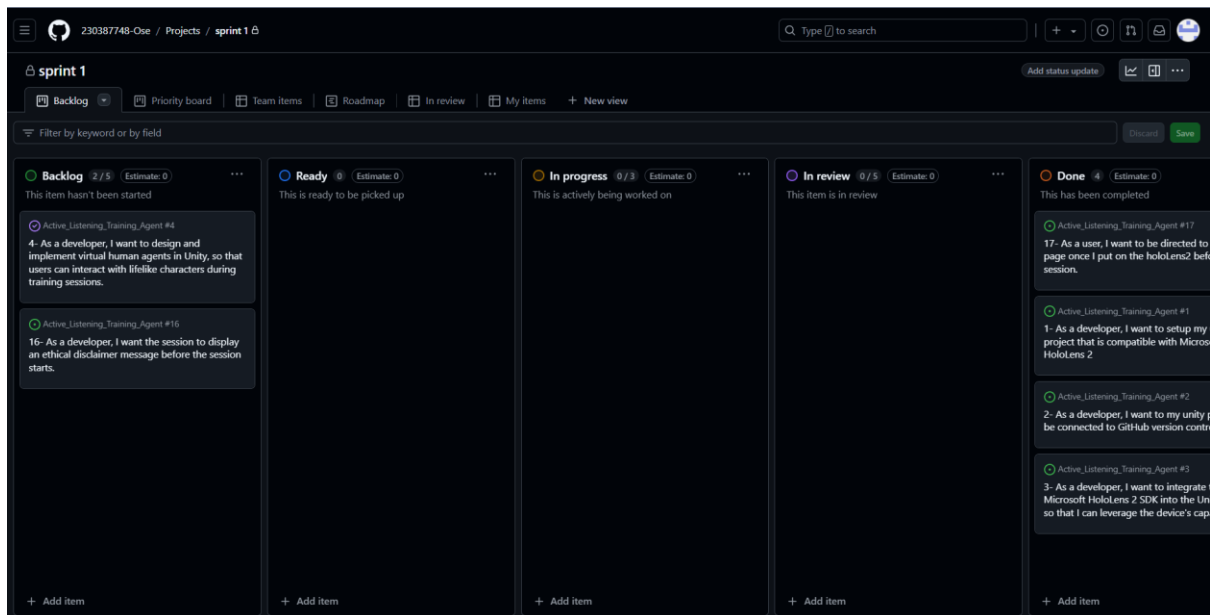 230387748-Ose / Projects / sprint 1
Type / to search
sprint 1
Add status update
Backlog
Priority board
Team items
Roadmap
In review
My items
+ New view
Filter by keyword or by field
Discard
Save
Backlog 2 / 5 Estimate: 0 ...
This item hasn't been started
Active_Listening_Training_Agent #4
4- As a developer, I want to design and
implement virtual human agents in Unity, so that
users can interact with lifelike characters during
training sessions.
Active_Listening_Training_Agent #16
16- As a developer, I want the session to display
an ethical disclaimer message before the session
starts.
+ Add item
Ready 0 Estimate: 0 ...
This is ready to be picked up
+ Add item
In progress 0 / 3 Estimate: 0 ...
This is actively being worked on
+ Add item
In review 0 / 5 Estimate: 0 ...
This item is in review
+ Add item
Done 4 Estimate: 0
This has been completed
Active_Listening_Training_Agent #17
17- As a user, I want to be directed to
page once I put on the holoLens2 bef
session.
Active_Listening_Training_Agent #1
1- As a developer, I want to setup my
project that is compatible with Micros
HoloLens 2
Active_Listening_Training_Agent #2
2- As a developer, I want to my unity p
be connected to GitHub version contr
Active_Listening_Training_Agent #3
3- As a developer, I want to integrate t
Microsoft HoloLens 2 SDK into the Un
so that I can leverage the device's cap
+ Add item